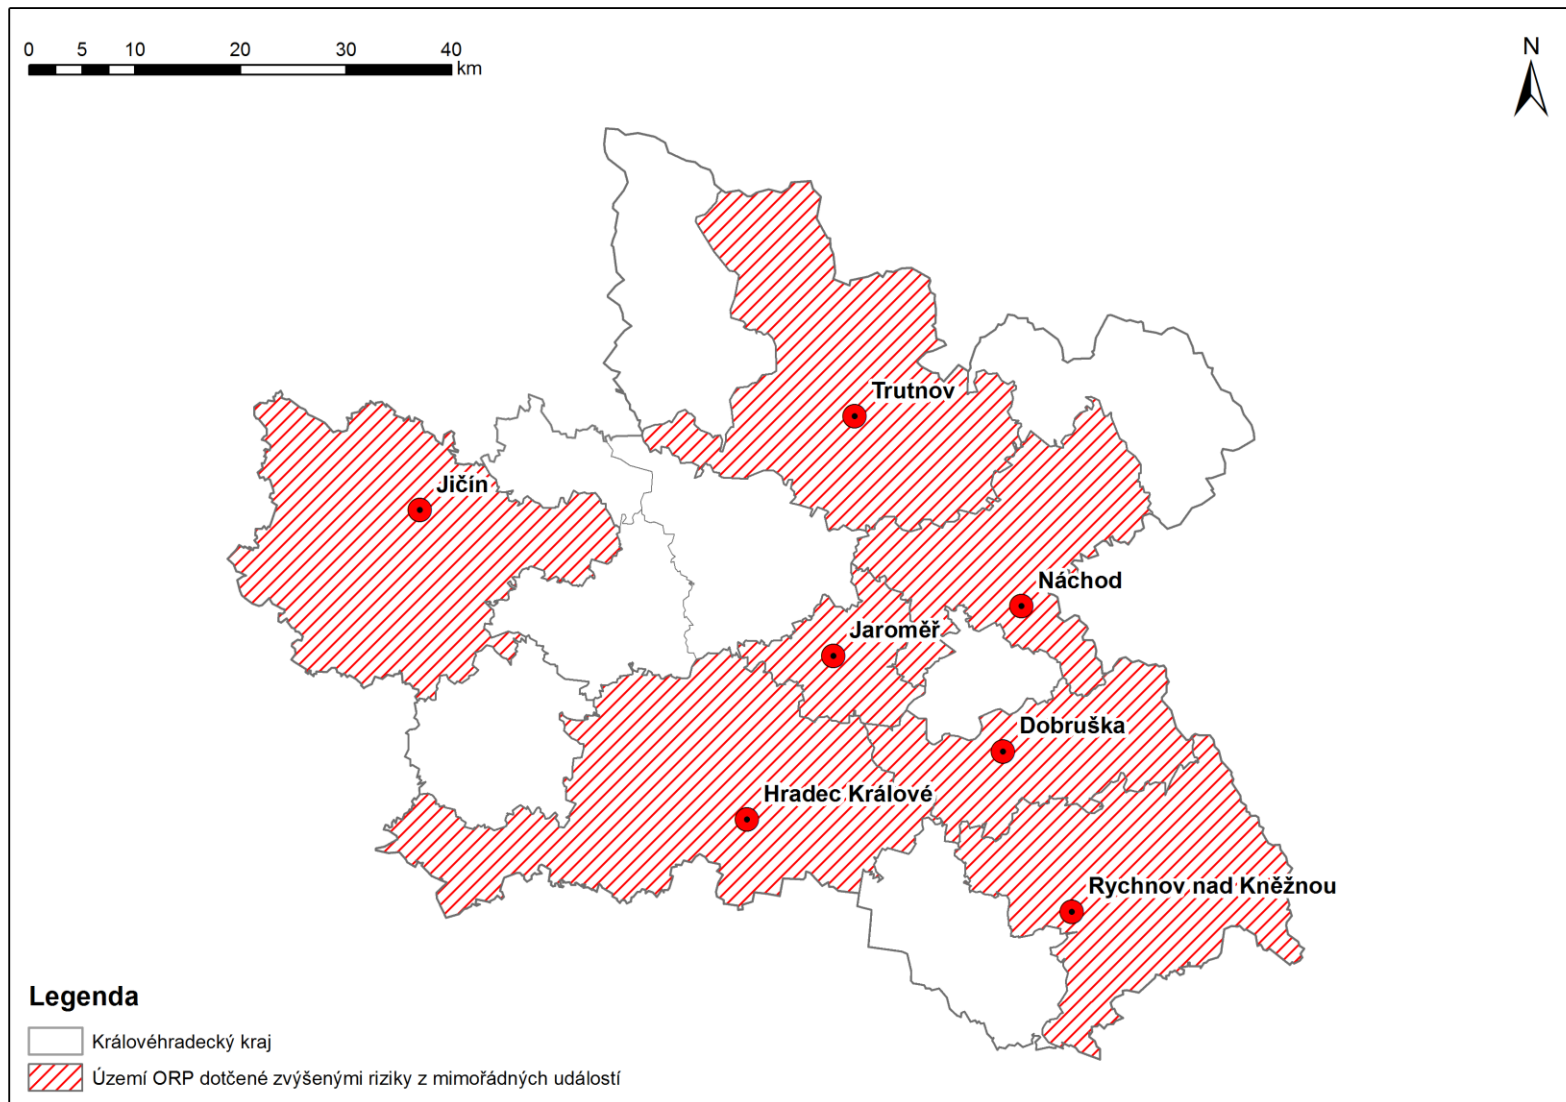 0 5 10 20 30 40
km
N
Trutnov
Jičín
Náchod
Jaroměř
Dobruška
Hradec Králové
Rychnov nad Kněžnou
Legenda
Královéhradecký kraj
Území ORP dotčené zvýšenými riziky z mimořádných událostí